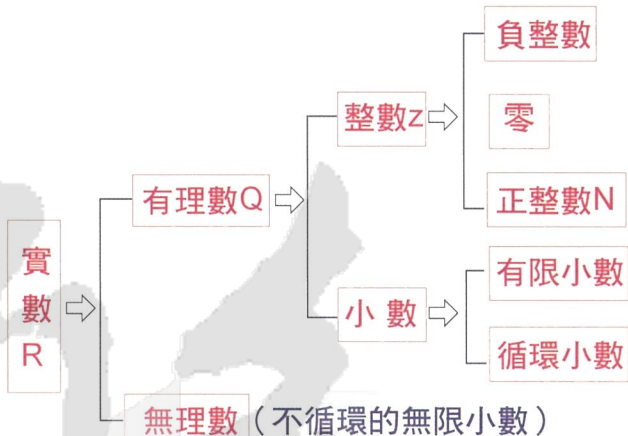 實數R
有理數Q
無理數（不循環的無限小數）
整數z
小數
負整數
零
正整數N
有限小數
循環小數